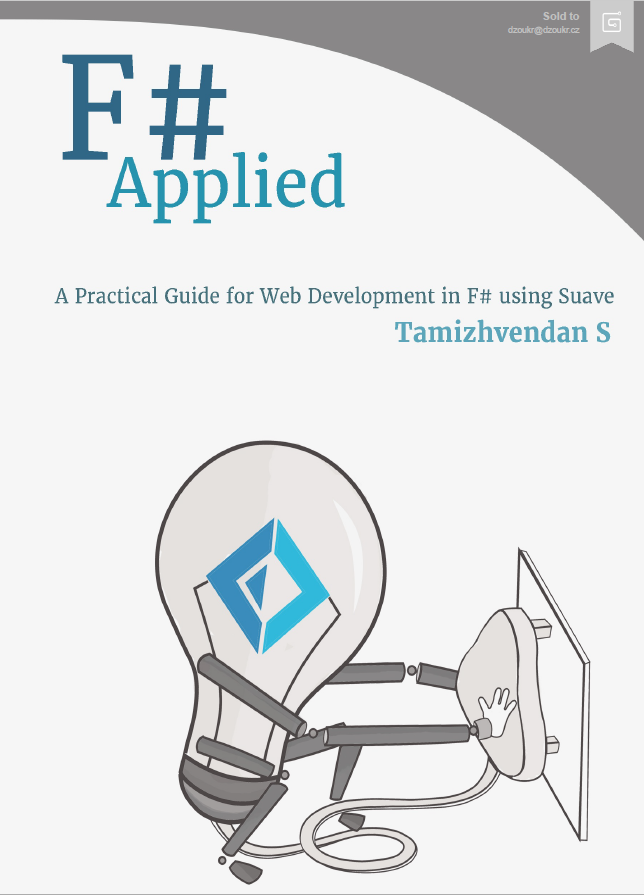 Sold to
dzoukr@dzoukr.cz
F#
Applied
A Practical Guide for Web Development in F# using Suave
Tamizhvendan S